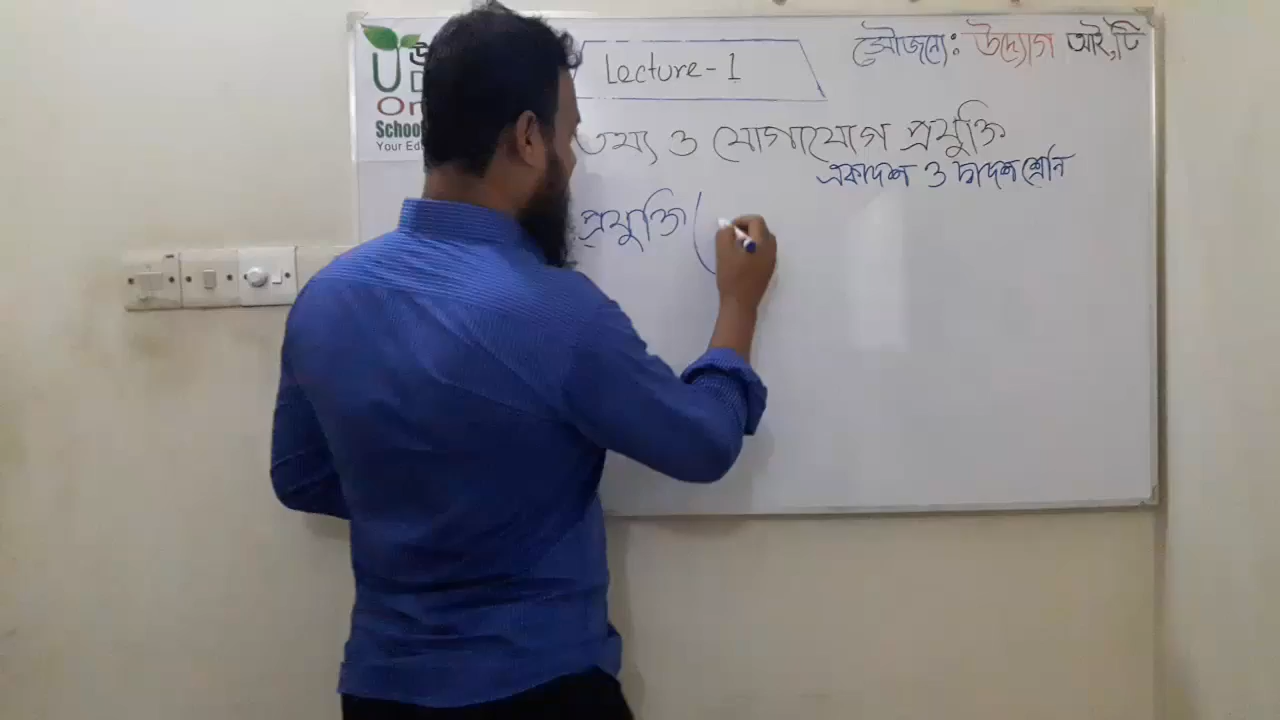 সৌজন্যে: উদ্যোগ আই,টি
Lecture-1
তথ্য ও যোগাযোগ প্রযুক্তি
একাদশ ও দ্বাদশ শ্রেনি
প্রযুক্তি (
School